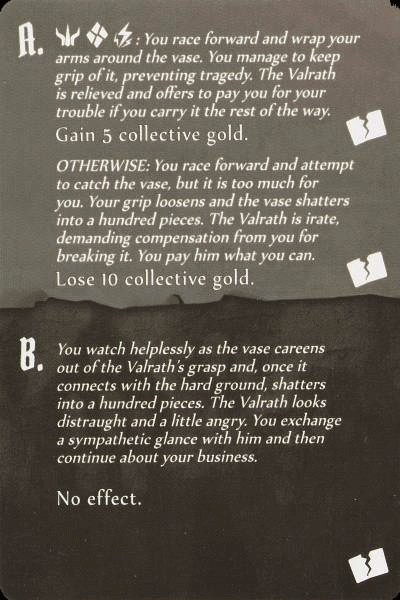 A. : You race forward and wrap your
arms around the vase. You manage to keep
grip of it, preventing tragedy. The Valrath
is relieved and offers to pay you for your
trouble if you carry it the rest of the way.
Gain 5 collective gold.
OTHERWISE: You race forward and attempt
to catch the vase, but it is too much for
you. Your grip loosens and the vase shatters
into a hundred pieces. The Valrath is irate,
demanding compensation from you for
breaking it. You pay him what you can.
Lose 10 collective gold.
B. You watch helplessly as the vase careens
out of the Valrath's grasp and, once it
connects with the hard ground, shatters
into a hundred pieces. The Valrath looks
distraught and a little angry. You exchange
a sympathetic glance with him and then
continue about your business.
No effect.